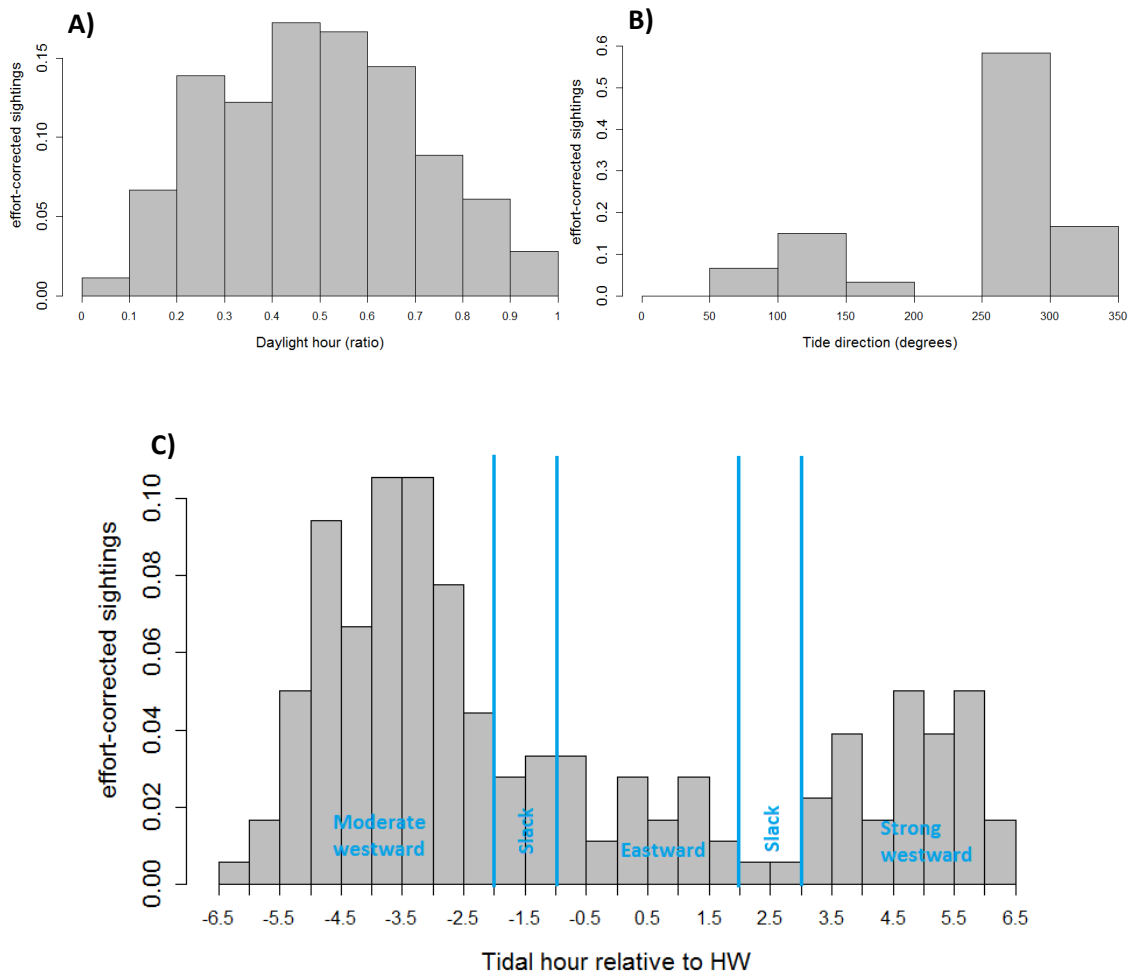 A)
effort-corrected sightings
0.15
0.10
0.05
0.00
0 0.1 0.2 0.3 0.4 0.5 0.6 0.7 0.8 0.9 1
Daylight hour (ratio)
B)
effort-corrected sightings
0.6
0.5
0.4
0.3
0.2
0.1
0.0
0 50 100 150 200 250 300 350
Tide direction (degrees)
C)
effort-corrected sightings
0.10
0.08
0.06
0.04
0.02
0.00
Moderate
westward
Slack
Eastward
Slack
Strong
westward
-6.5 -5.5 -4.5 -3.5 -2.5 -1.5 -0.5 0.5 1.5 2.5 3.5 4.5 5.5 6.5
Tidal hour relative to HW